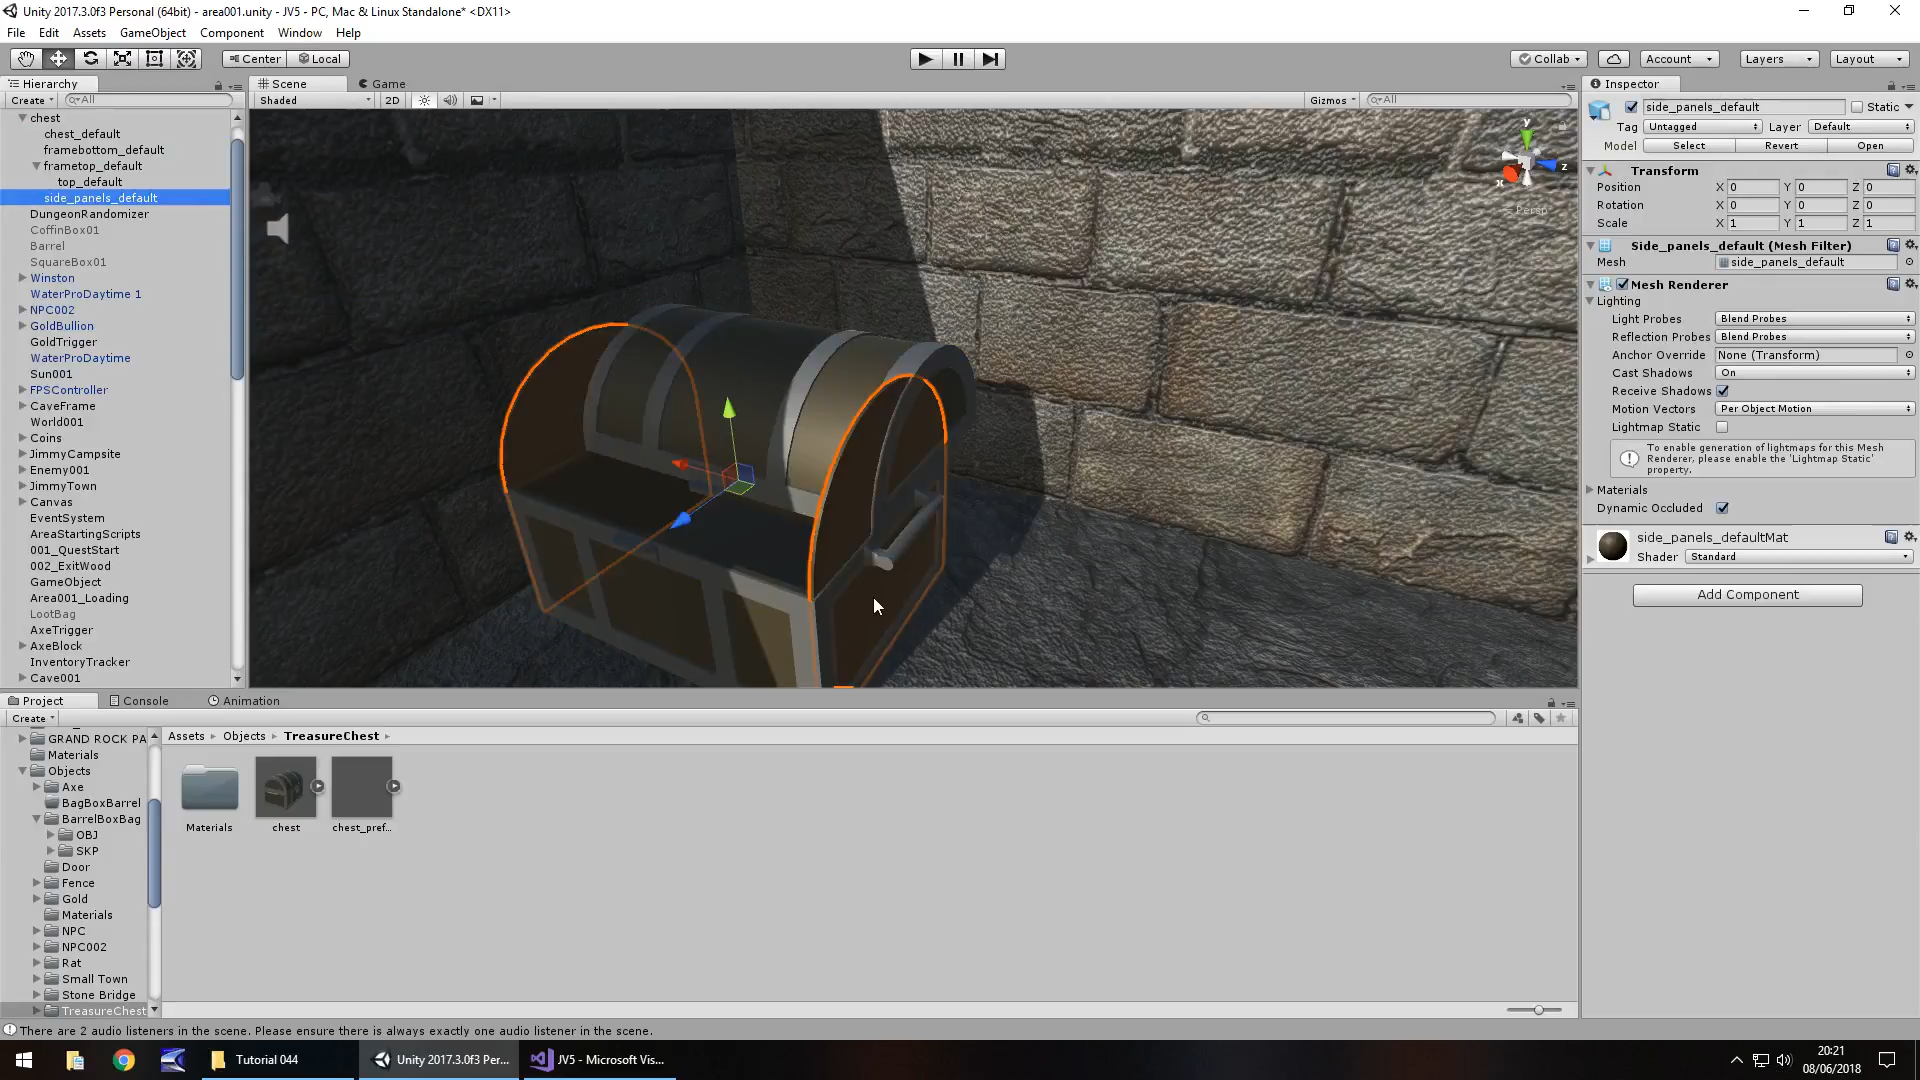 Unity 2017.3.0f3 Personal (64bit) - area001.unity - JV5 - PC, Mac & Linux Standalone* <DX11>
File Edit Assets GameObject Component Window Help
Center Local Collab Account Layers Layout
Hierarchy
Create All
chest
chest_default
framebottom_default
frametop_default
top_default
side_panels_default
DungeonRandomizer
CoffinBox01
Barrel
SquareBox01
Winston
WaterProDaytime 1
NPC002
GoldBullion
GoldTrigger
WaterProDaytime
Sun001
FPSController
CaveFrame
World001
Coins
JimmyCampsite
Enemy001
JimmyTown
Canvas
EventSystem
AreaStartingScripts
001_QuestStart
002_ExitWood
GameObject
Area001_Loading
LootBag
AxeTrigger
AxeBlock
InventoryTracker
Cave001
Scene Game
Shaded 2D Gizmos All
y
x
z
Persp
Inspector
side_panels_default Static
Tag Untagged Layer Default
Model Select Revert Open
Transform
Position X 0 Y 0 Z 0
Rotation X 0 Y 0 Z 0
Scale X 1 Y 1 Z 1
Side_panels_default (Mesh Filter)
Mesh side_panels_default
Mesh Renderer
Lighting
Light Probes Blend Probes
Reflection Probes Blend Probes
Anchor Override None (Transform)
Cast Shadows On
Receive Shadows
Motion Vectors Per Object Motion
Lightmap Static
To enable generation of lightmaps for this Mesh
Renderer, please enable the 'Lightmap Static'
property.
Materials
Dynamic Occluded
side_panels_defaultMat
Shader Standard
Add Component
Project Console Animation
Create
GRAND ROCK PA
Materials
Objects
Axe
BagBoxBarrel
BarrelBoxBag
OBJ
SKP
Door
Fence
Gold
Materials
NPC
NPC002
Rat
Small Town
Stone Bridge
TreasureChest
Assets Objects TreasureChest
Materials chest chest_pref...
There are 2 audio listeners in the scene. Please ensure there is always exactly one audio listener in the scene.
Tutorial 044 Unity 2017.3.0f3 Per... JV5 - Microsoft Vis...
20:21
08/06/2018